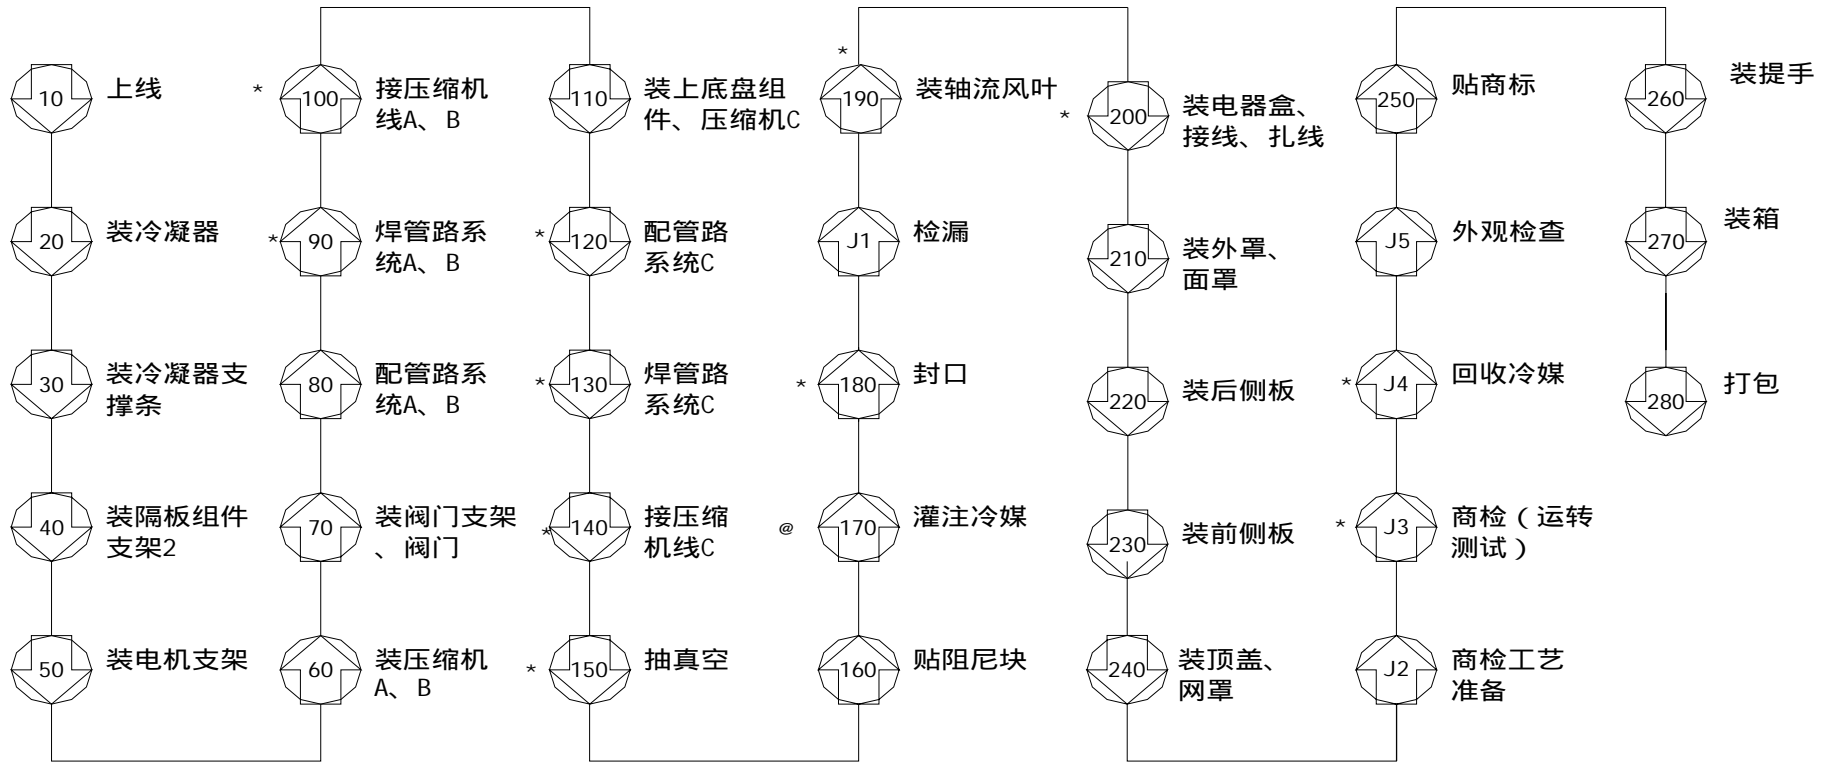 10 上线
20 装冷凝器
30 装冷凝器支
撑条
40 装隔板组件
支架2
50 装电机支架
60 装压缩机
A、B
70 装阀门支架
、阀门
80 配管路系
统A、B
* 90 焊管路系
统A、B
* 100 接压缩机
线A、B
110 装上底盘组
件、压缩机C
* 120 配管路
系统C
* 130 焊管路
系统C
* 140 接压缩
机线C
* 150 抽真空
160 贴阻尼块
@ 170 灌注冷媒
* 180 封口
J1 检漏
* 190 装轴流风叶
* 200 装电器盒、
接线、扎线
210 装外罩、
面罩
220 装后侧板
230 装前侧板
240 装顶盖、
网罩
J2 商检工艺
准备
* J3 商检（运转
测试）
* J4 回收冷媒
J5 外观检查
250 贴商标
260 装提手
270 装箱
280 打包